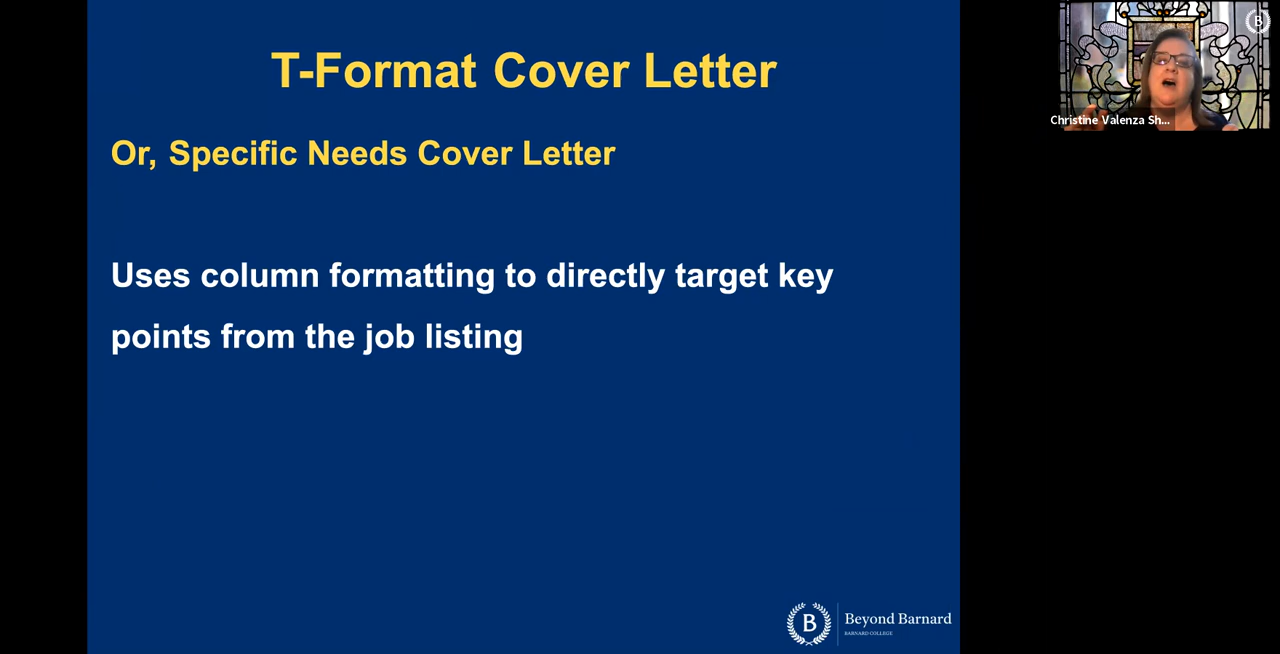 T-Format Cover Letter
Or, Specific Needs Cover Letter
Uses column formatting to directly target key
points from the job listing
B
Christine Valenza Sh...
B
Beyond Barnard
BARNARD COLLEGE